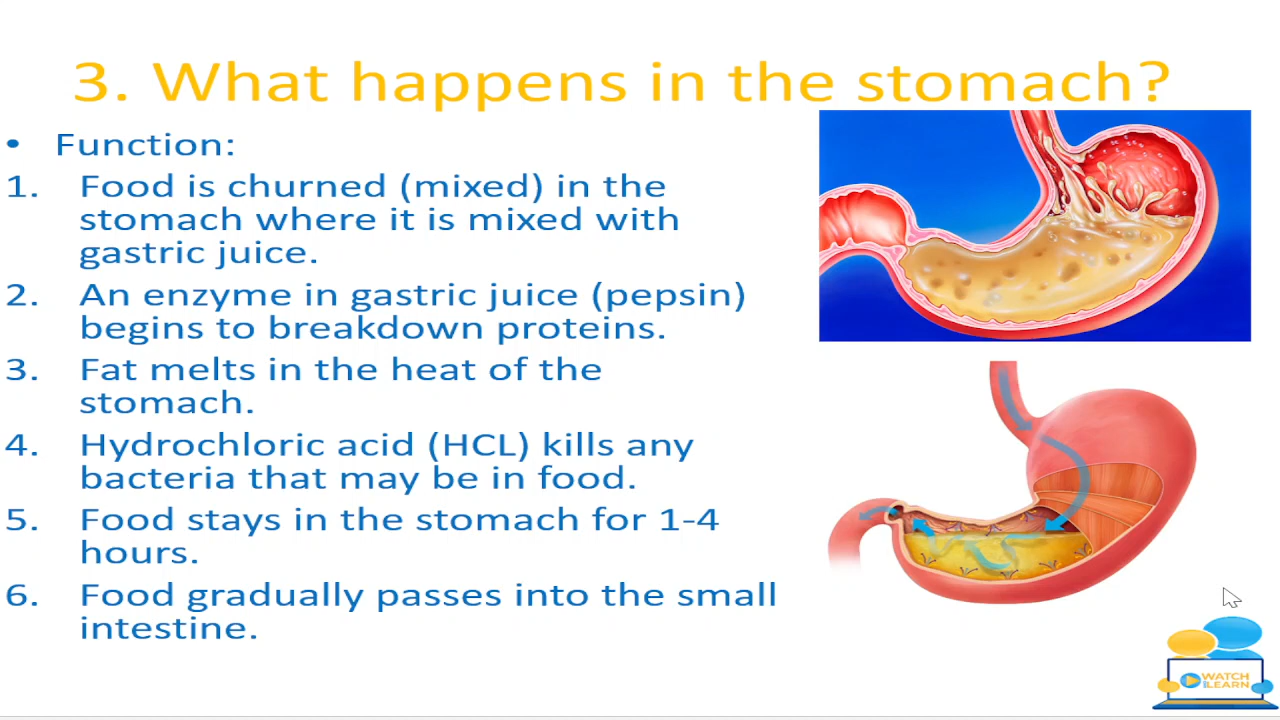 3. What happens in the stomach?
• Function:
1. Food is churned (mixed) in the
stomach where it is mixed with
gastric juice.
2. An enzyme in gastric juice (pepsin)
begins to breakdown proteins.
3. Fat melts in the heat of the
stomach.
4. Hydrochloric acid (HCL) kills any
bacteria that may be in food.
5. Food stays in the stomach for 1-4
hours.
6. Food gradually passes into the small
intestine.
WATCH
LEARN